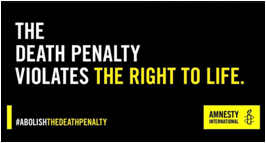 THE
DEATH PENALTY
VIOLATES THE RIGHT TO LIFE.
#ABOLISHTHEDEATHPENALTY
AMNESTY
INTERNATIONAL